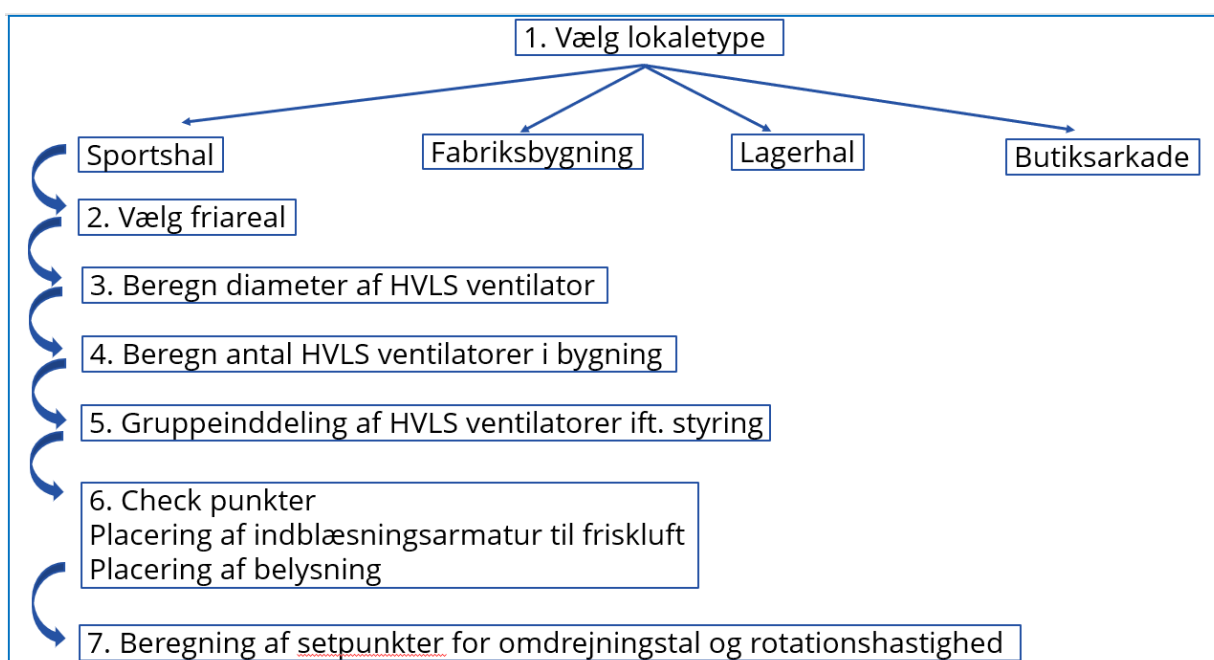 1. Vælg lokaletype
Sportshal
Fabriksbygning
Lagerhal
Butiksarkade
2. Vælg friareal
3. Beregn diameter af HVLS ventilator
4. Beregn antal HVLS ventilatorer i bygning
5. Gruppeinddeling af HVLS ventilatorer ift. styring
6. Check punkter
Placering af indblæsningsarmatur til friskluft
Placering af belysning
7. Beregning af setpunkter for omdrejningstal og rotationshastighed